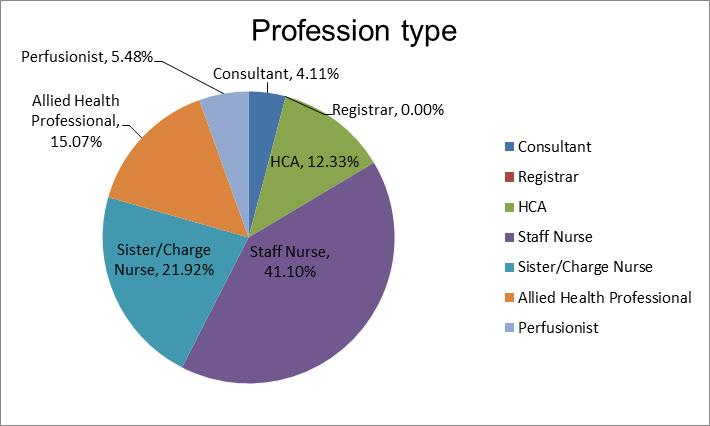 Profession type
Perfusionist, 5.48%
Consultant, 4.11%
Allied Health
Professional,
15.07%
Registrar, 0.00%
HCA, 12.33%
Sister/Charge
Nurse, 21.92%
Staff Nurse,
41.10%
Consultant
Registrar
HCA
Staff Nurse
Sister/Charge Nurse
Allied Health Professional
Perfusionist